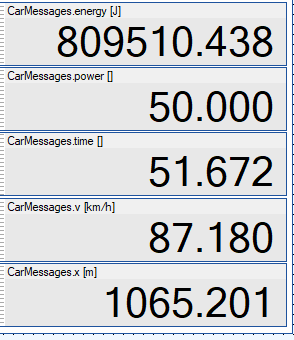 CarMessages.energy [J]
809510.438
CarMessages.power []
50.000
CarMessages.time []
51.672
CarMessages.v [km/h]
87.180
CarMessages.x [m]
1065.201